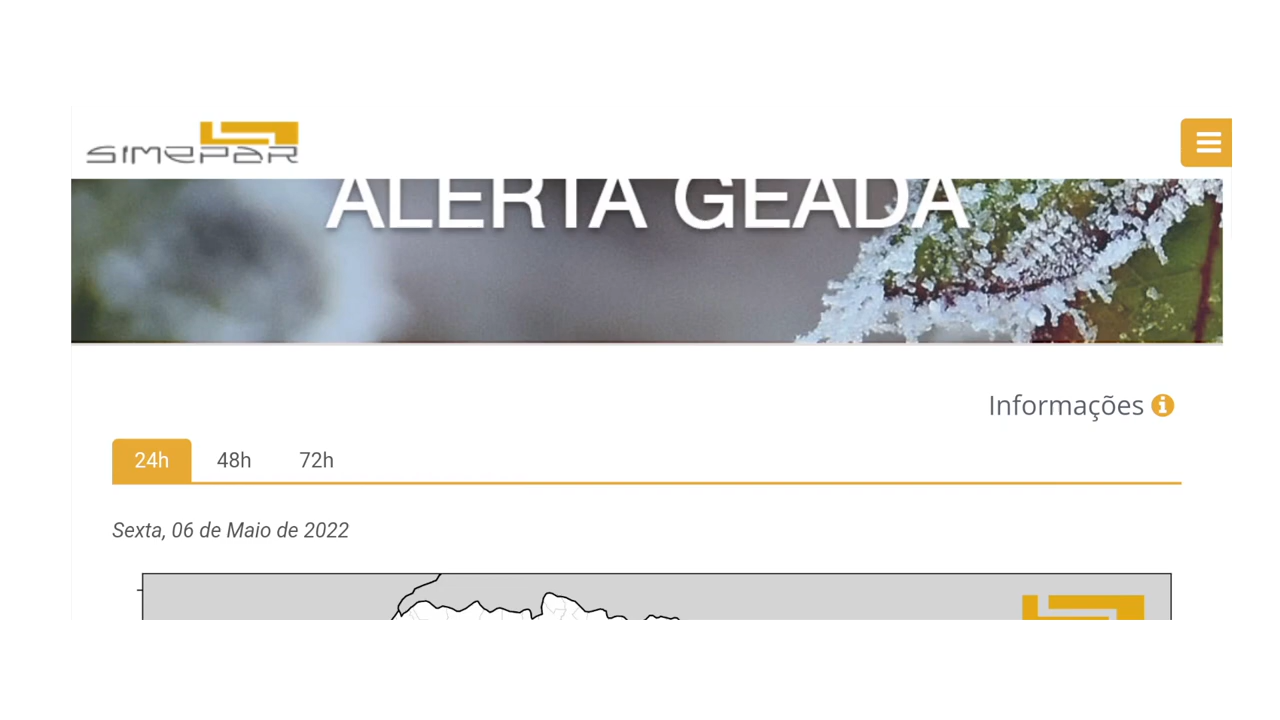 SIMEPAR
ALERTA GEADA
Informações
24h 48h 72h
Sexta, 06 de Maio de 2022